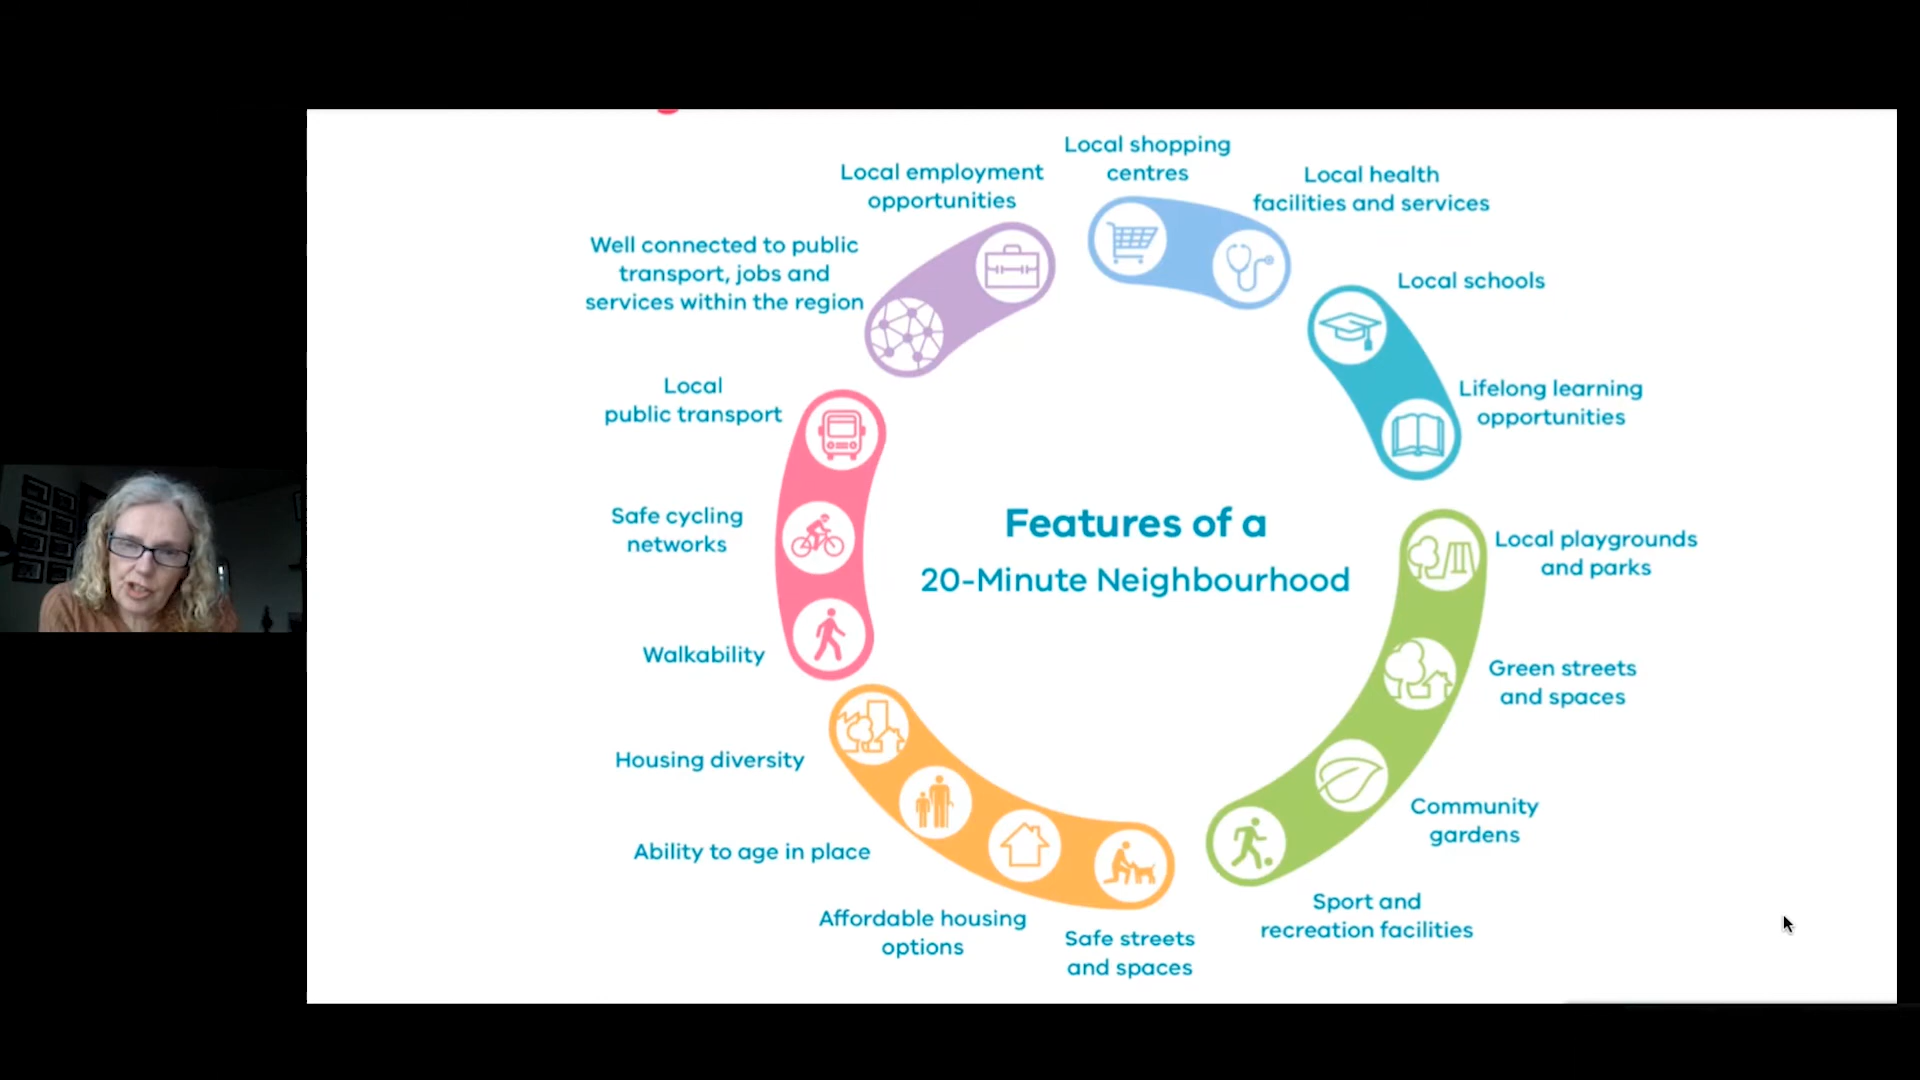 Local shopping
centres
Local employment
opportunities
Local health
facilities and services
Well connected to public
transport, jobs and
services within the region
Local schools
Local
public transport
Lifelong learning
opportunities
Safe cycling
networks
Features of a
20-Minute Neighbourhood
Local playgrounds
and parks
Walkability
Green streets
and spaces
Housing diversity
Community
gardens
Ability to age in place
Affordable housing
options
Safe streets
and spaces
Sport and
recreation facilities